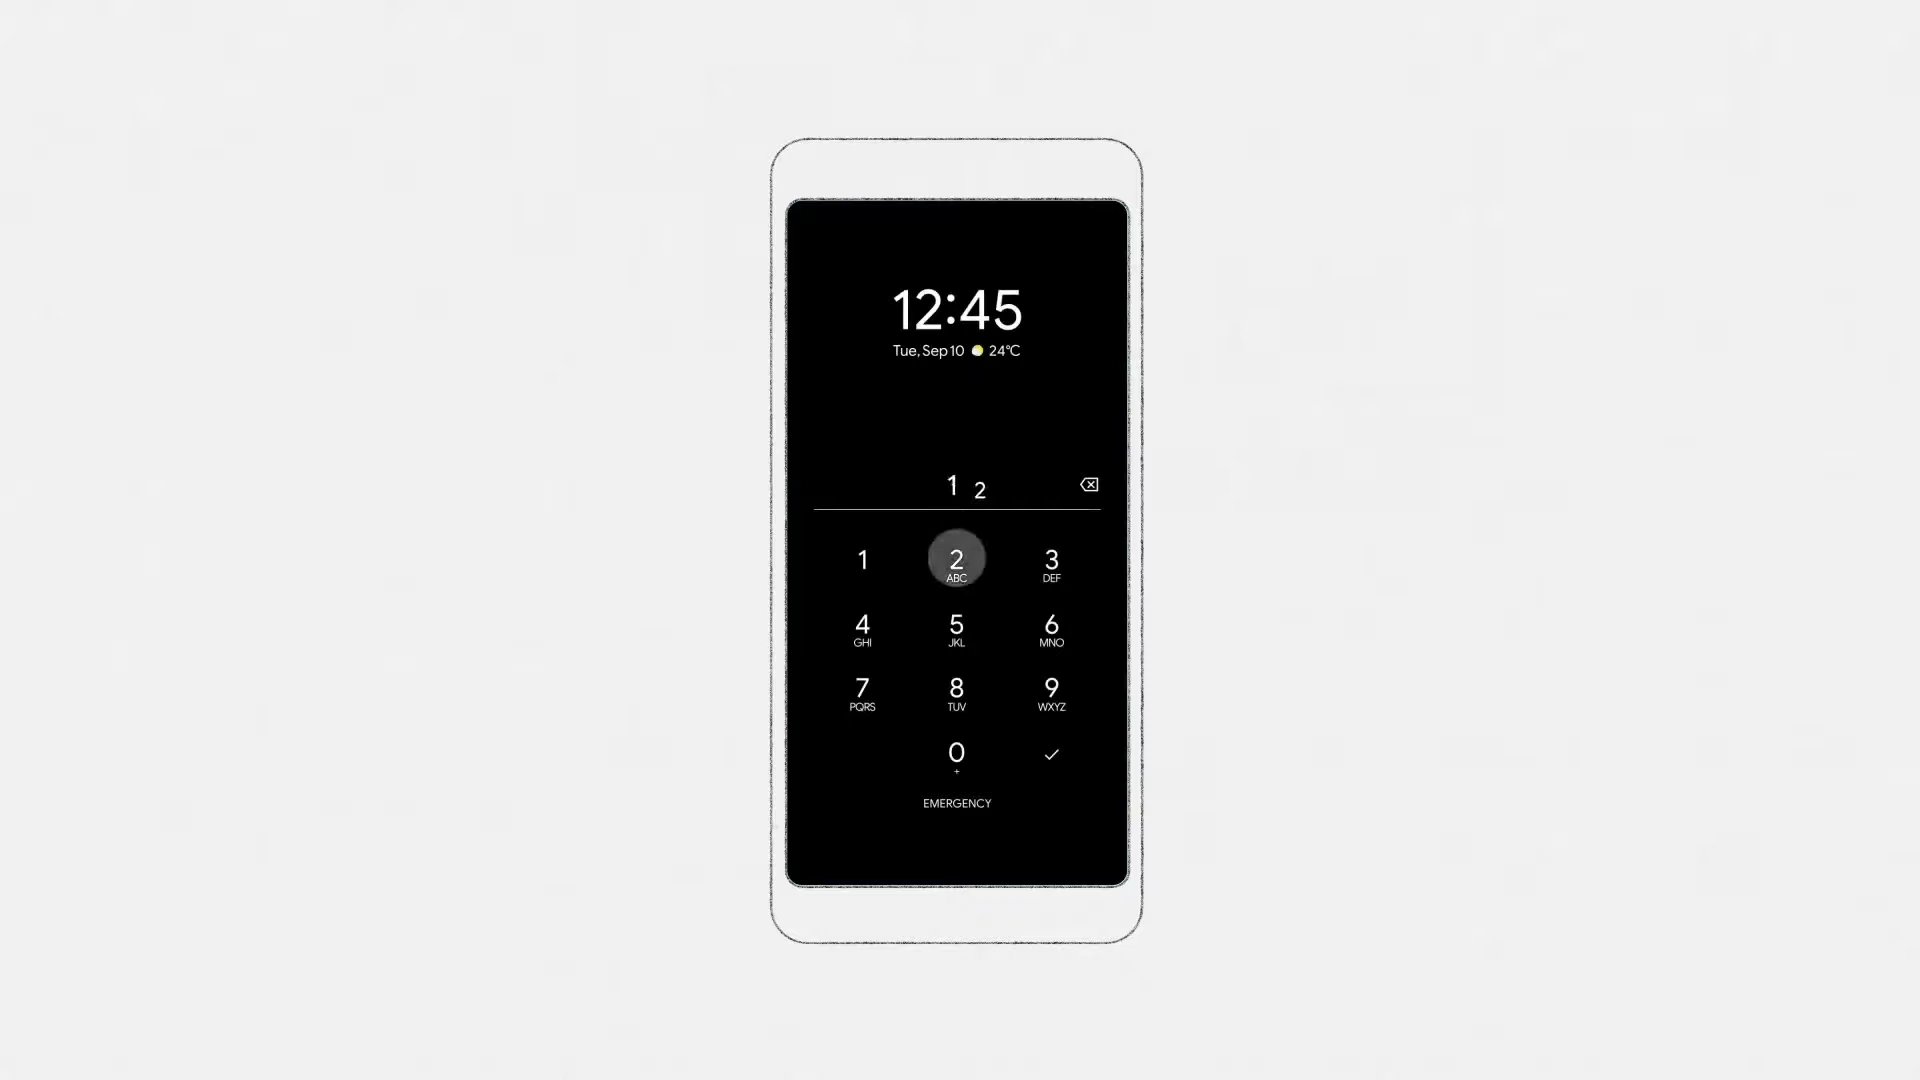 12:45
Tue, Sep 10 24°C
1 2
1 2 3
ABC DEF
4 5 6
GHI JKL MNO
7 8 9
PQRS TUV WXYZ
0
+
EMERGENCY